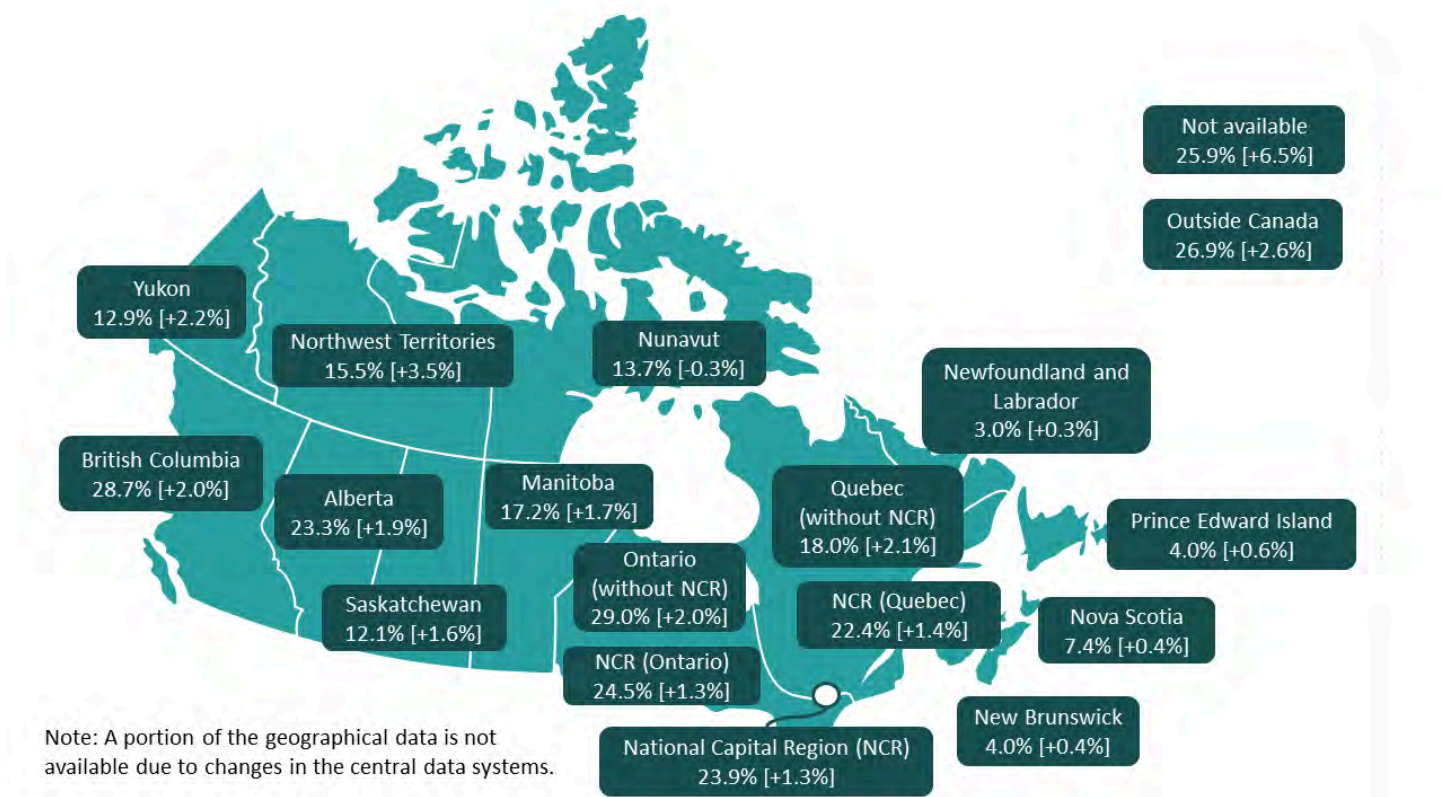 Not available
25.9% [+6.5%]
Outside Canada
26.9% [+2.6%]
Yukon
12.9% [+2.2%]
Northwest Territories
15.5% [+3.5%]
Nunavut
13.7% [-0.3%]
Newfoundland and
Labrador
3.0% [+0.3%]
British Columbia
28.7% [+2.0%]
Alberta
23.3% [+1.9%]
Manitoba
17.2% [+1.7%]
Quebec
(without NCR)
18.0% [+2.1%]
Prince Edward Island
4.0% [+0.6%]
Ontario
(without NCR)
29.0% [+2.0%]
Saskatchewan
12.1% [+1.6%]
NCR (Quebec)
22.4% [+1.4%]
Nova Scotia
7.4% [+0.4%]
NCR (Ontario)
24.5% [+1.3%]
New Brunswick
4.0% [+0.4%]
National Capital Region (NCR)
23.9% [+1.3%]
Note: A portion of the geographical data is not
available due to changes in the central data systems.